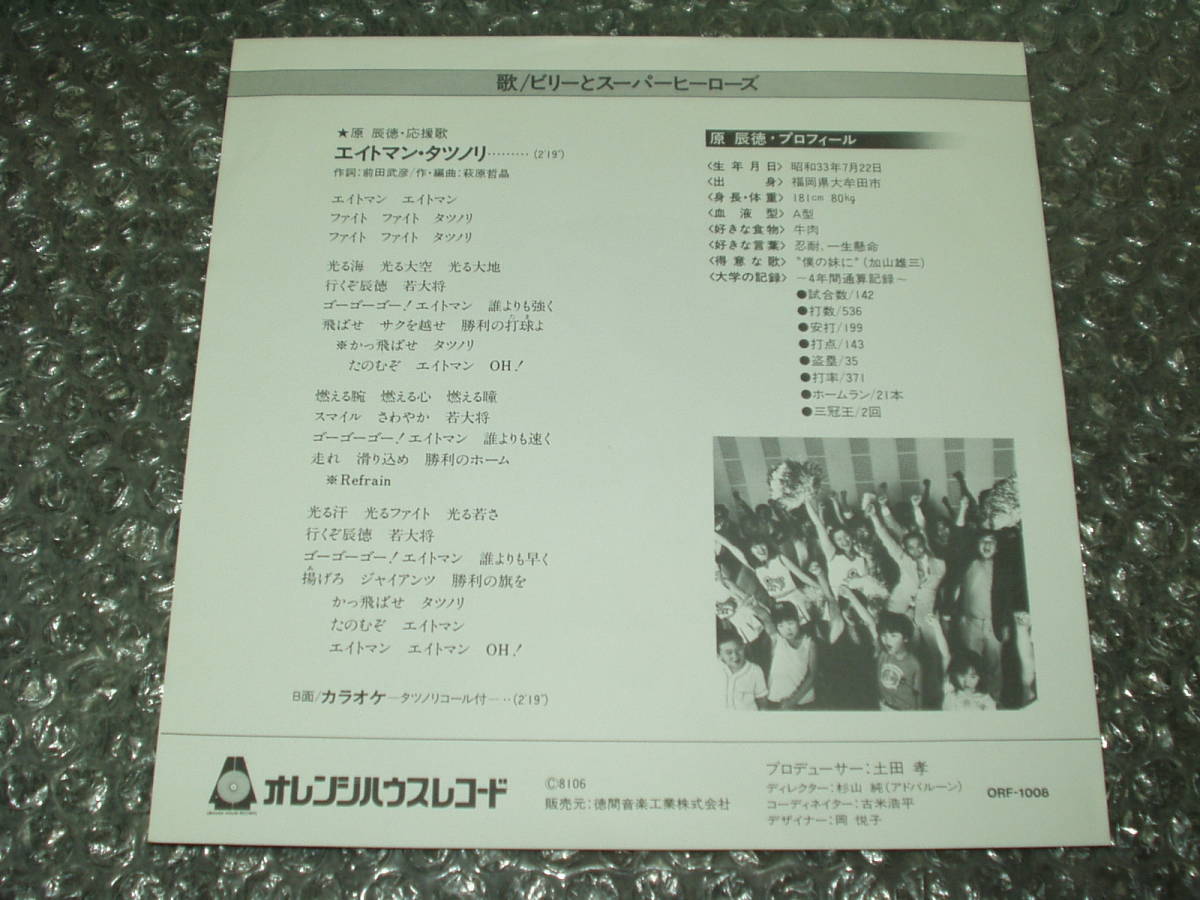 歌/ビリーとスーパーヒーローズ
★原 辰徳・応援歌
エイトマン・タツノリ………(2'19")
作詞:前田武彦/作・編曲:萩原哲晶
エイトマン エイトマン
ファイト ファイト タツノリ
ファイト ファイト タツノリ
光る海 光る大空 光る大地
行くぞ辰徳 若大将
ゴーゴーゴー!エイトマン 誰よりも強く
飛ばせ サクを越せ 勝利の打球よ
※かっ飛ばせ タツノリ
たのむぞ エイトマン OH!
燃える腕 燃える心 燃える瞳
スマイル さわやか 若大将
ゴーゴーゴー!エイトマン 誰よりも速く
走れ 滑り込め 勝利のホーム
※Refrain
光る汗 光るファイト 光る若さ
行くぞ辰徳 若大将
ゴーゴーゴー!エイトマン 誰よりも早く
揚げろ ジャイアンツ 勝利の旗を
かっ飛ばせ タツノリ
たのむぞ エイトマン
エイトマン エイトマン OH!
B面/カラオケ―タツノリコール付―‥(2'19")
原 辰徳・プロフィール
〈生年月日〉昭和33年7月22日
〈出身〉福岡県大牟田市
〈身長・体重〉181cm 80kg
〈血液型〉A型
〈好きな食物〉牛肉
〈好きな言葉〉忍耐、一生懸命
〈得意な歌〉"僕の妹に"(加山雄三)
〈大学の記録〉~4年間通算記録~
●試合数/142
●打数/536
●安打/199
●打点/143
●盗塁/35
●打率/371
●ホームラン/21本
●三冠王/2回
オレンジハウスレコード
©8106
販売元:徳間音楽工業株式会社
プロデューサー:土田 孝
ディレクター:杉山 純(アドバルーン)
コーディネイター:古米浩平
デザイナー:岡 悦子
ORF-1008